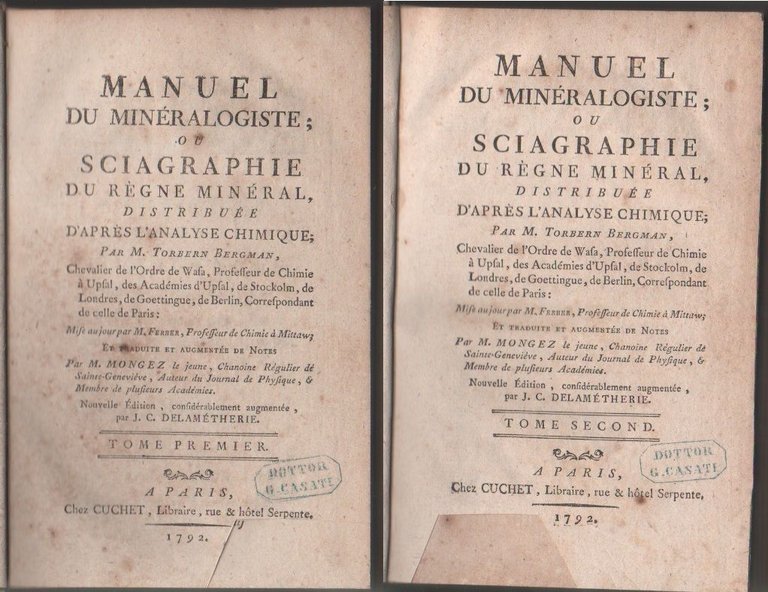 MANUEL
DU MINÉRALOGISTE;
OU
SCIAGRAPHIE
DU RÈGNE MINÉRAL,
DISTRIBUÉE
D'APRÈS L'ANALYSE CHIMIQUE;
PAR M. TORBERN BERGMAN,
Chevalier de l'Ordre de Waſa, Profeſſeur de Chimie
à Upſal, des Académies d'Upſal, de Stockolm, de
Londres, de Goettingue, de Berlin, Correſpondant
de celle de Paris:
Miſe au jour par M. FERBER, Profeſſeur de Chimie à Mittaw;
ET TRADUITE ET AUGMENTÉE DE NOTES
Par M. MONGEZ le jeune, Chanoine Régulier de
Sainte-Geneviève, Auteur du Journal de Phyſique, &
Membre de pluſieurs Académies.
Nouvelle Édition, conſidérablement augmentée,
par J. C. DELAMÉTHERIE.
TOME PREMIER.
DOTTOR
G. CASATI
A PARIS,
Chez CUCHET, Libraire, rue & hôtel Serpente.
1792.
MANUEL
DU MINÉRALOGISTE;
OU
SCIAGRAPHIE
DU RÈGNE MINÉRAL,
DISTRIBUÉE
D'APRÈS L'ANALYSE CHIMIQUE;
PAR M. TORBERN BERGMAN,
Chevalier de l'Ordre de Waſa, Profeſſeur de Chimie
à Upſal, des Académies d'Upſal, de Stockolm, de
Londres, de Goettingue, de Berlin, Correſpondant
de celle de Paris:
Miſe au jour par M. FERBER, Profeſſeur de Chimie à Mittaw;
ET TRADUITE ET AUGMENTÉE DE NOTES
Par M. MONGEZ le jeune, Chanoine Régulier de
Sainte-Geneviève, Auteur du Journal de Phyſique, &
Membre de pluſieurs Académies.
Nouvelle Édition, conſidérablement augmentée,
par J. C. DELAMÉTHERIE.
TOME SECOND.
DOTTOR
G. CASATI
A PARIS,
Chez CUCHET, Libraire, rue & hôtel Serpente.
1792.